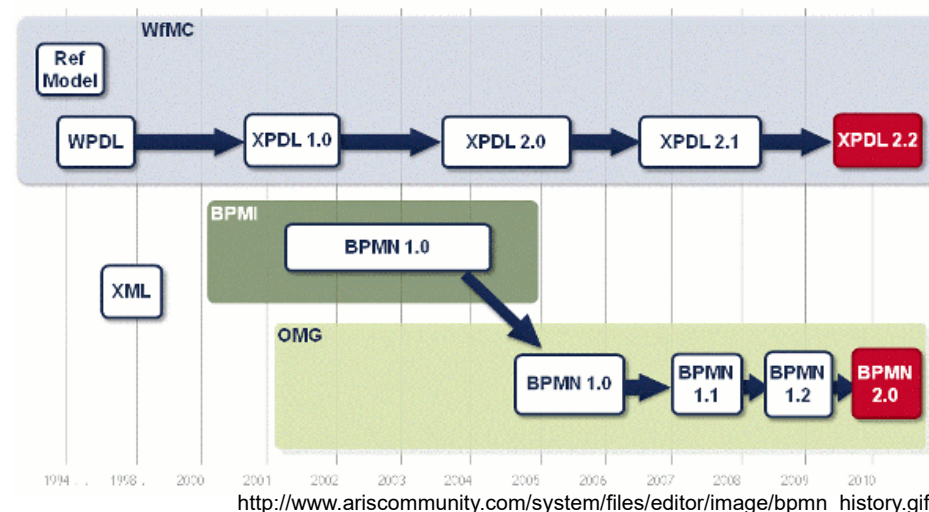 WfMC
Ref
Model
WPDL
XPDL 1.0
XPDL 2.0
XPDL 2.1
XPDL 2.2
BPMI
BPMN 1.0
XML
OMG
BPMN 1.0
BPMN
1.1
BPMN
1.2
BPMN
2.0
1994 . . 1998 . 2000 2001 2002 2003 2004 2005 2006 2007 2008 2009 2010
http://www.ariscommunity.com/system/files/editor/image/bpmn_history.gif